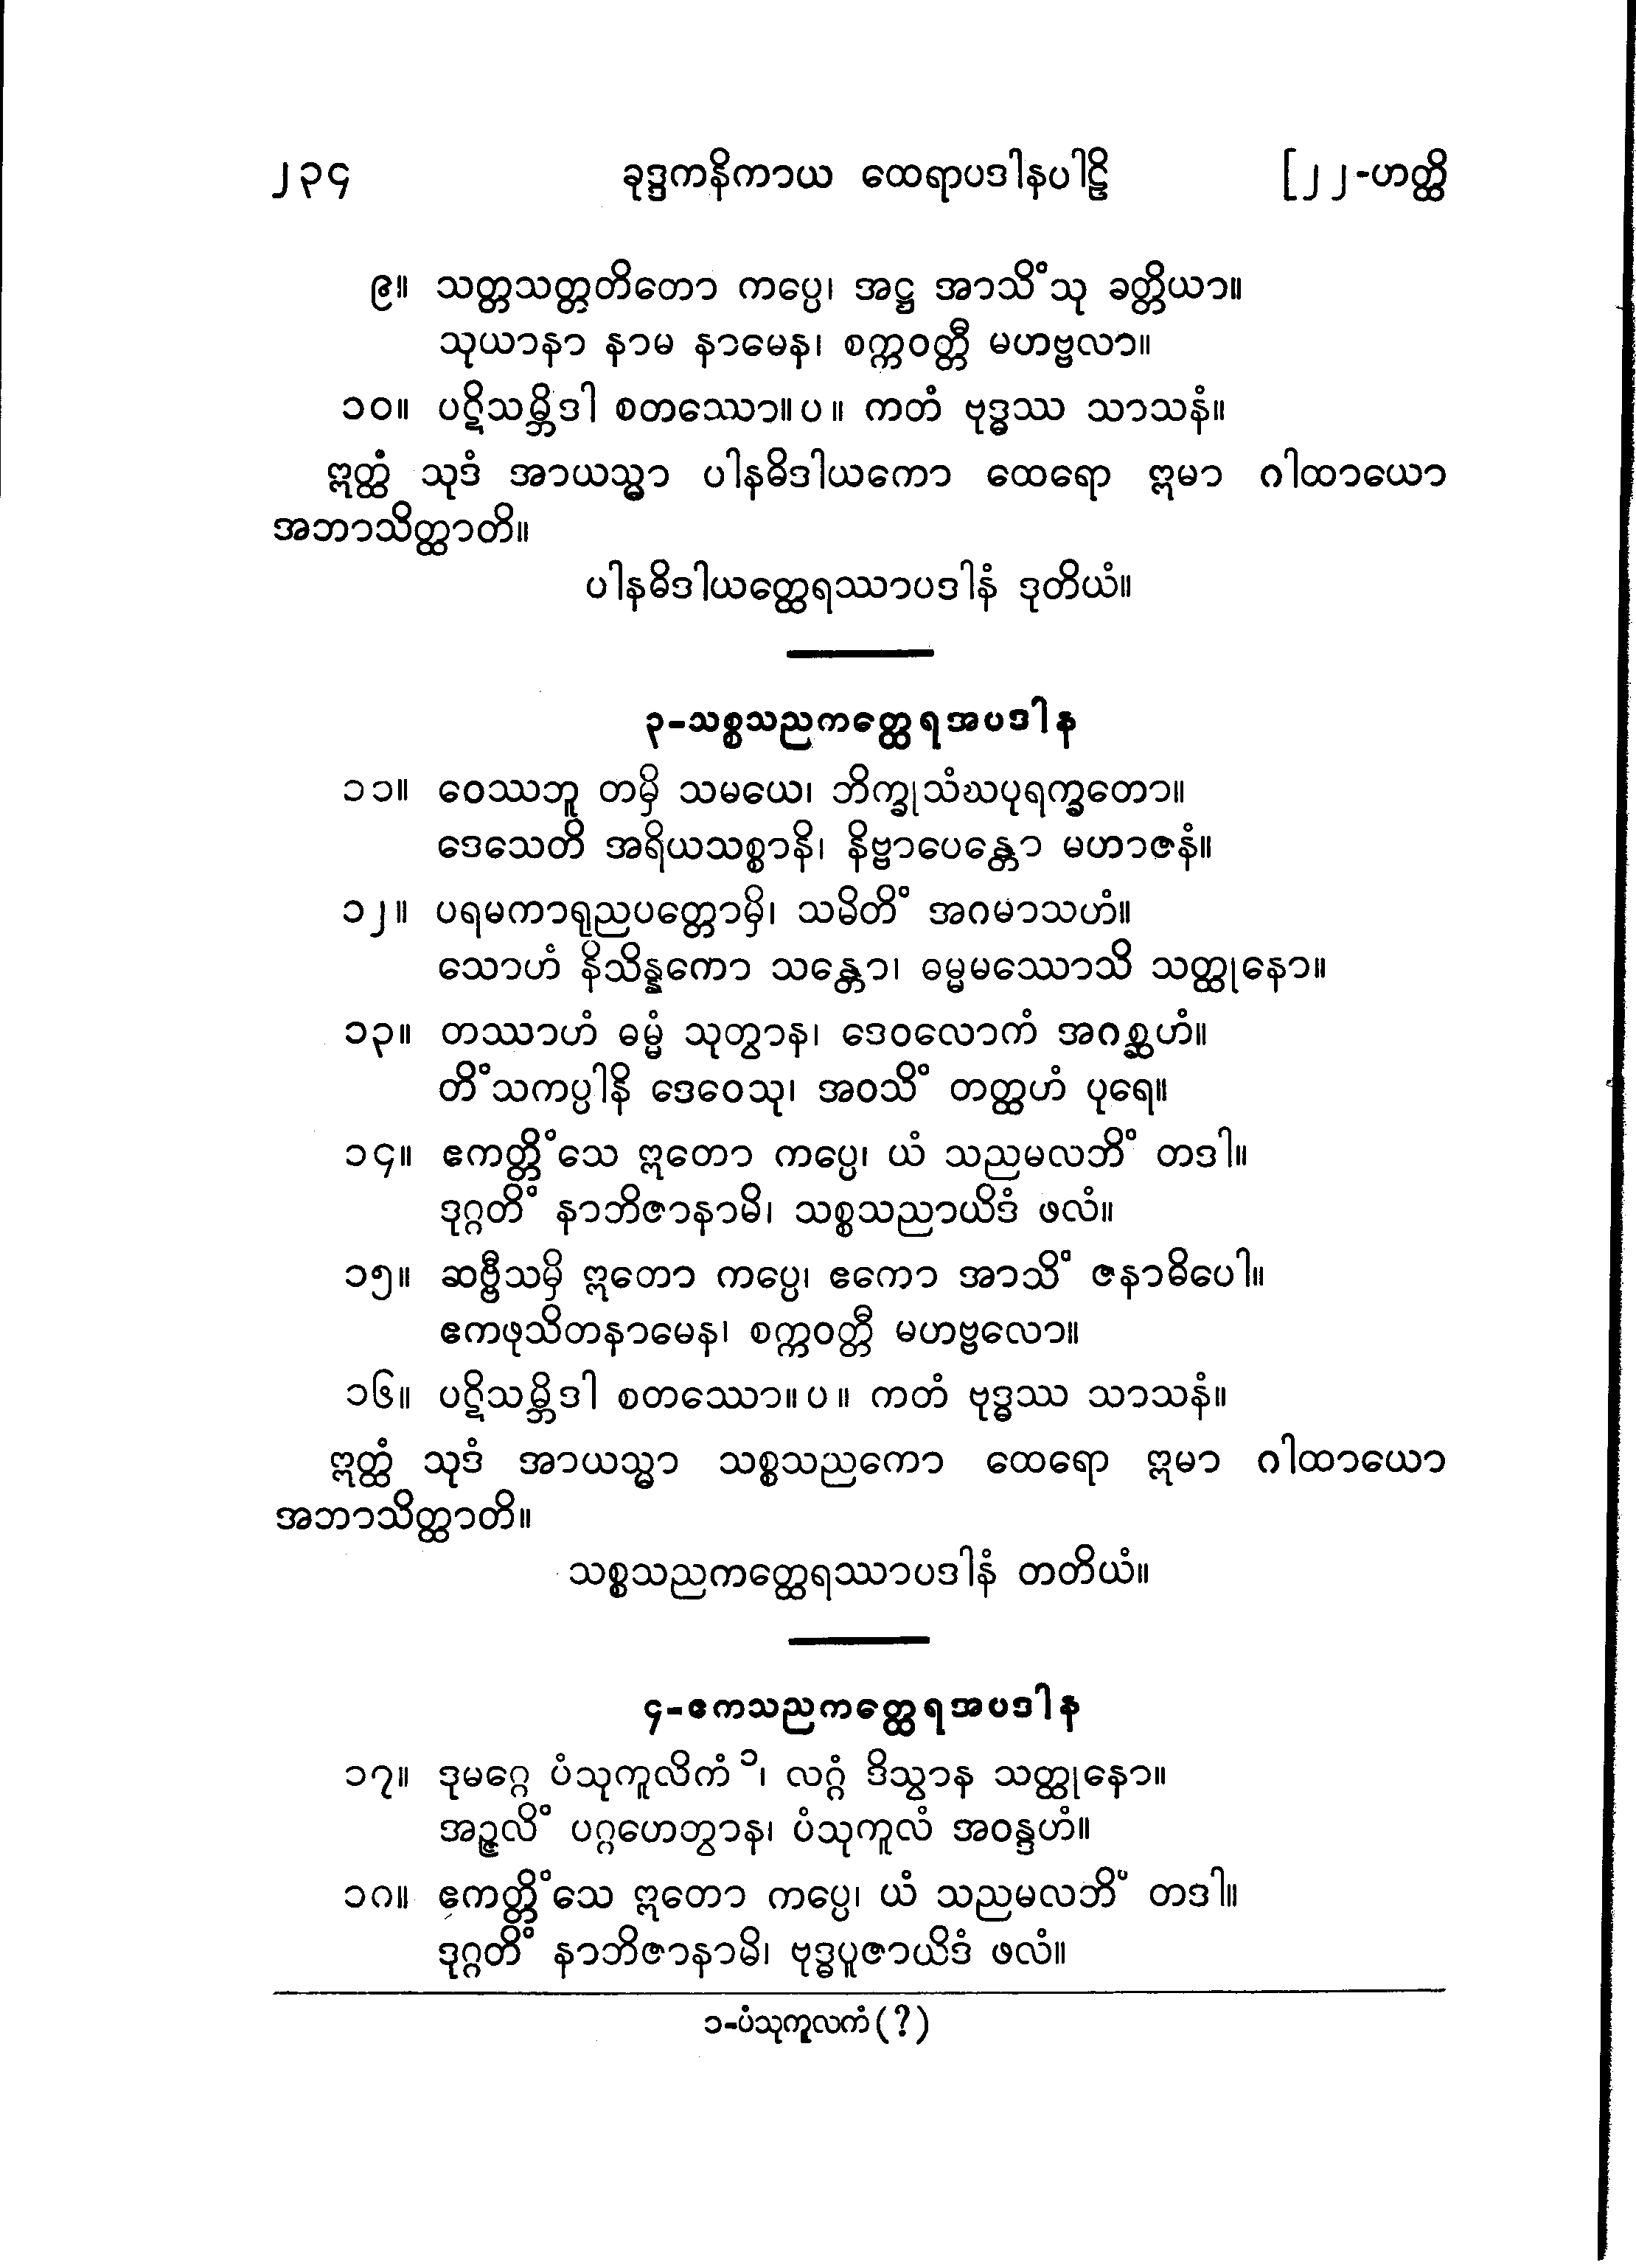 ၂၃၄ ခုဒ္ဒကနိကာယ ထေရာပဒါနပါဠိ [၂၂-ဟတ္ထိ
၉။ သတ္တသတ္တတိတော ကပ္ပေ၊ အဋ္ဌ အာသိံသု ခတ္တိယာ။
သုယာနာ နာမ နာမေန၊ စက္ကဝတ္တီ မဟဗ္ဗလာ။
၁၀။ ပဋိသမ္ဘိဒါ စတဿော။ပ။ ကတံ ဗုဒ္ဓဿ သာသနံ။
ဣတ္ထံ သုဒံ အာယသ္မာ ပါနဓိဒါယကော ထေရော ဣမာ ဂါထာယော
အဘာသိတ္ထာတိ။
ပါနဓိဒါယတ္ထေရဿာပဒါနံ ဒုတိယံ။
၃-သစ္စသညကတ္ထေရအပဒါန
၁၁။ ဝေဿဘူ တမှိ သမယေ၊ ဘိက္ခုသံဃပုရက္ခတော။
ဒေသေတိ အရိယသစ္စာနိ၊ နိဗ္ဗာပေန္တော မဟာဇနံ။
၁၂။ ပရမကာရုညပတ္တောမှိ၊ သမိတိံ အဂမာသဟံ။
သောဟံ နိသိန္နကော သန္တော၊ ဓမ္မမဿောသိ သတ္ထုနော။
၁၃။ တဿာဟံ ဓမ္မံ သုတွာန၊ ဒေဝလောကံ အဂစ္ဆဟံ။
တိံသကပ္ပါနိ ဒေဝေသု၊ အဝသိံ တတ္ထဟံ ပုရေ။
၁၄။ ဧကတ္တိံသေ ဣတော ကပ္ပေ၊ ယံ သညမလဘိံ တဒါ။
ဒုဂ္ဂတိံ နာဘိဇာနာမိ၊ သစ္စသညာယိဒံ ဖလံ။
၁၅။ ဆဗ္ဗီသမှိ ဣတော ကပ္ပေ၊ ဧကော အာသိံ ဇနာဓိပေါ။
ဧကဖုသိတနာမေန၊ စက္ကဝတ္တီ မဟဗ္ဗလော။
၁၆။ ပဋိသမ္ဘိဒါ စတဿော။ပ။ ကတံ ဗုဒ္ဓဿ သာသနံ။
ဣတ္ထံ သုဒံ အာယသ္မာ သစ္စသညကော ထေရော ဣမာ ဂါထာယော
အဘာသိတ္ထာတိ။
သစ္စသညကတ္ထေရဿာပဒါနံ တတိယံ။
၄-ဧကသညကတ္ထေရအပဒါန
၁၇။ ဒုမဂ္ဂေ ပံသုကူလိကံ ၁၊ လဂ္ဂံ ဒိသွာန သတ္ထုနော။
အဉ္ဇလိံ ပဂ္ဂဟေတွာန၊ ပံသုကူလံ အဝန္ဒဟံ။
၁၈။ ဧကတ္တိံသေ ဣတော ကပ္ပေ၊ ယံ သညမလဘိံ တဒါ။
ဒုဂ္ဂတိံ နာဘိဇာနာမိ၊ ဗုဒ္ဓပူဇာယိဒံ ဖလံ။
၁-ပံသုကူလကံ (?)